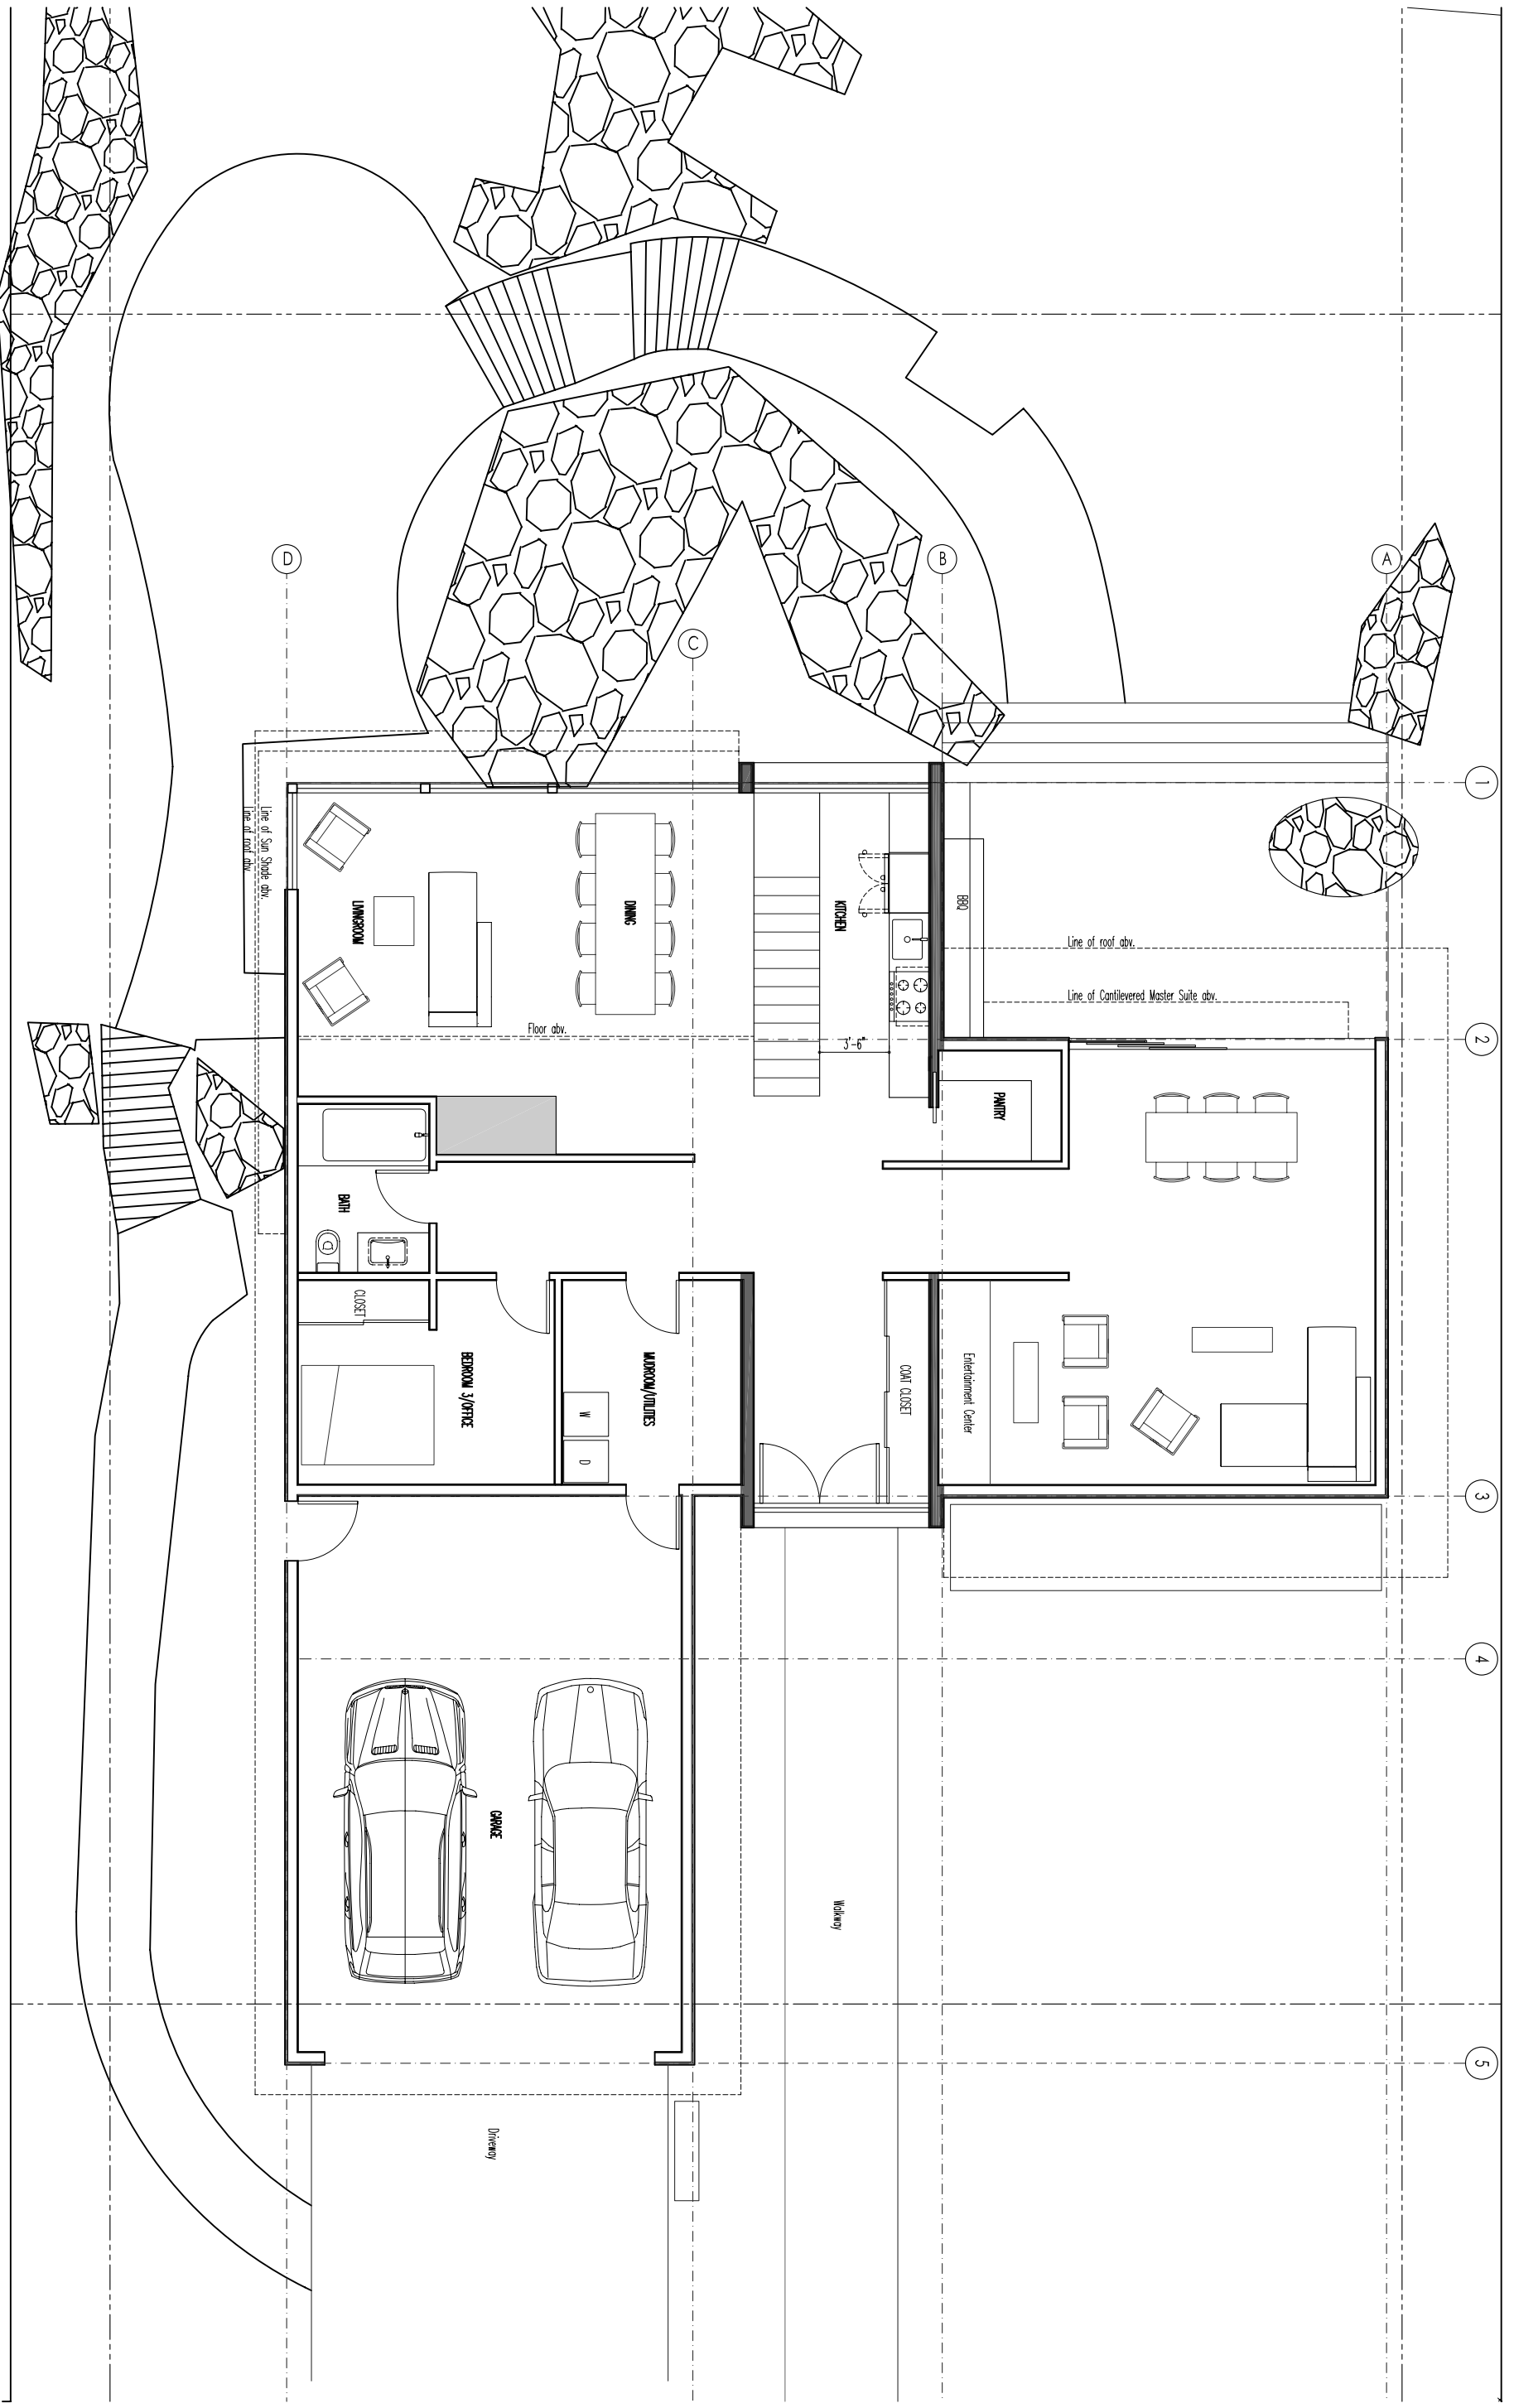 D
C
B
A
1
2
3
4
5
Line of Sun Shade abv.
Line of roof abv
LIVINGROOM
DINING
KITCHEN
BBQ
Line of roof abv.
Line of Cantilevered Master Suite abv.
Floor abv.
3'-6"
PANTRY
BATH
CLOSET
BEDROOM 3/OFFICE
MUDROOM/UTILITIES
W
D
COAT CLOSET
Entertainment Center
GARAGE
Walkway
Driveway